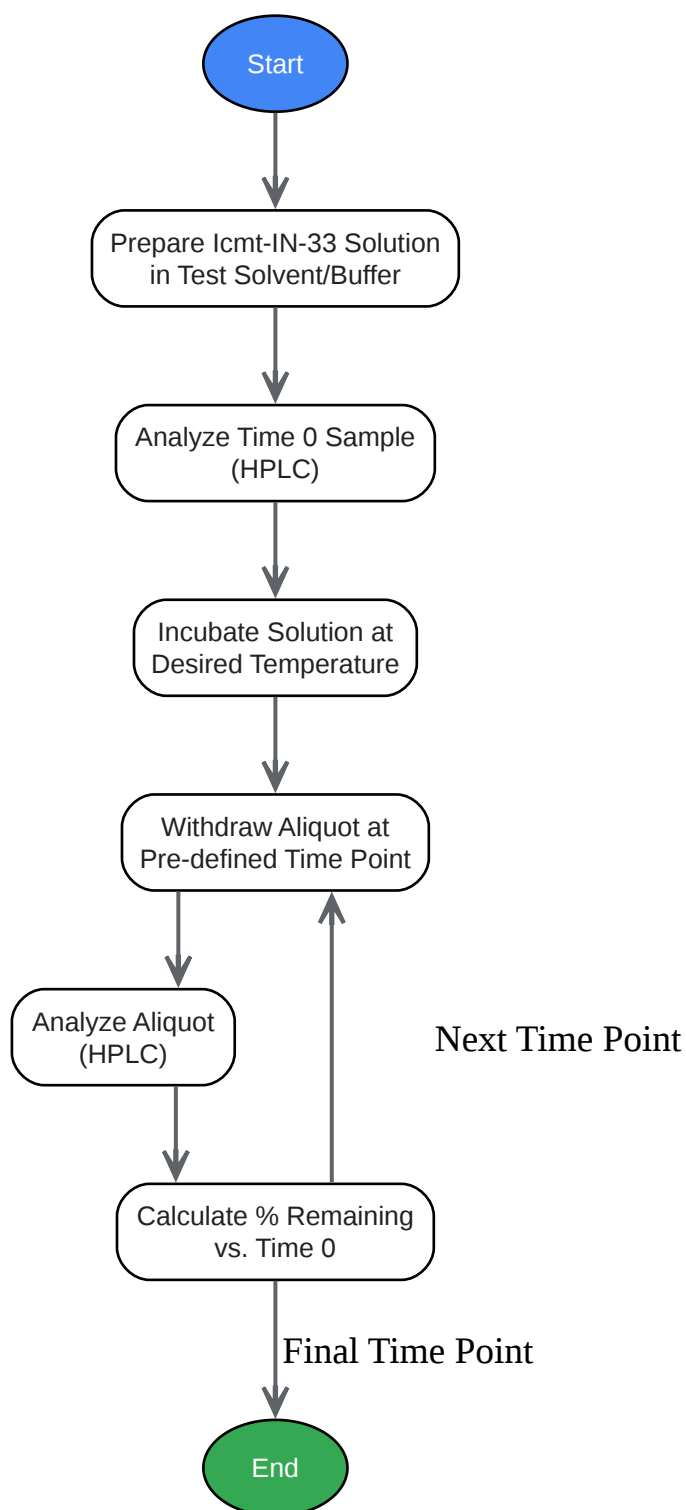 Start
Prepare Icmt-IN-33 Solution
in Test Solvent/Buffer
Analyze Time 0 Sample
(HPLC)
Incubate Solution at
Desired Temperature
Withdraw Aliquot at
Pre-defined Time Point
Analyze Aliquot
(HPLC)
Next Time Point
Calculate % Remaining
vs. Time 0
Final Time Point
End